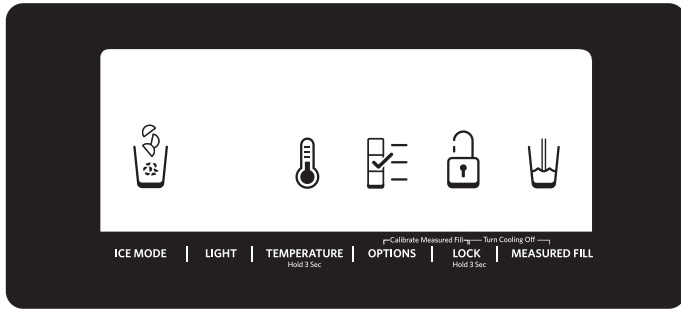 Calibrate Measured Fill Turn Cooling Off
ICE MODE LIGHT TEMPERATURE OPTIONS LOCK MEASURED FILL
Hold 3 Sec Hold 3 Sec